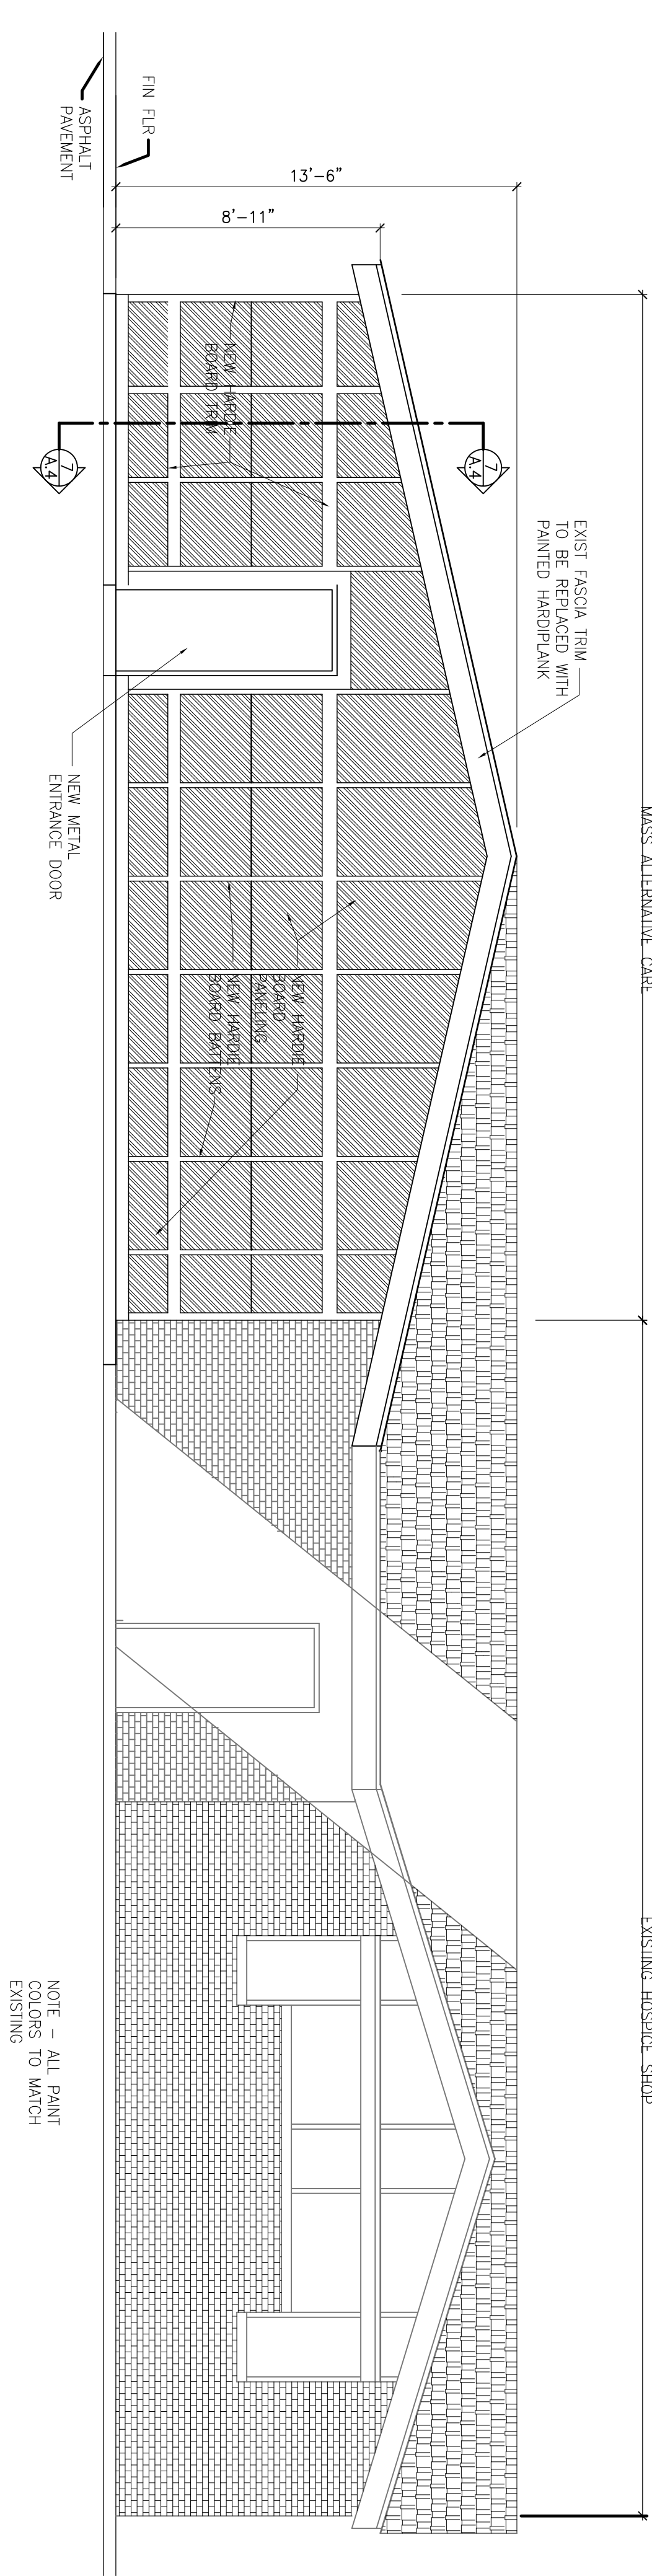 MASS ALTERNATIVE CARE
EXISTING HOSPICE SHOP
EXIST FASCIA TRIM
TO BE REPLACED WITH
PAINTED HARDIPLANK
13'-6"
8'-11"
FIN FLR
ASPHALT
PAVEMENT
7
A.4
7
A.4
NEW HARDIE
BOARD TRIM
NEW HARDIE
BOARD
PANELING
NEW HARDIE
BOARD BATTENS
NEW METAL
ENTRANCE DOOR
NOTE – ALL PAINT
COLORS TO MATCH
EXISTING